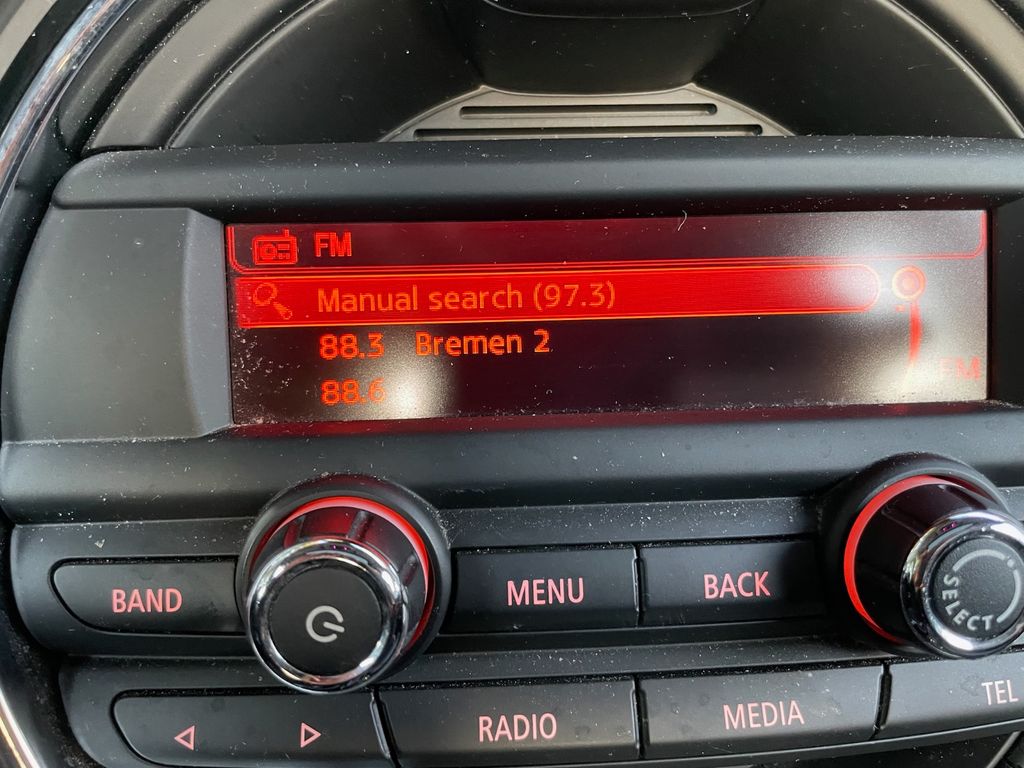 FM
Manual search (97.3)
88.3 Bremen 2
88.6
FM
BAND
MENU
BACK
SELECT
RADIO
MEDIA
TEL